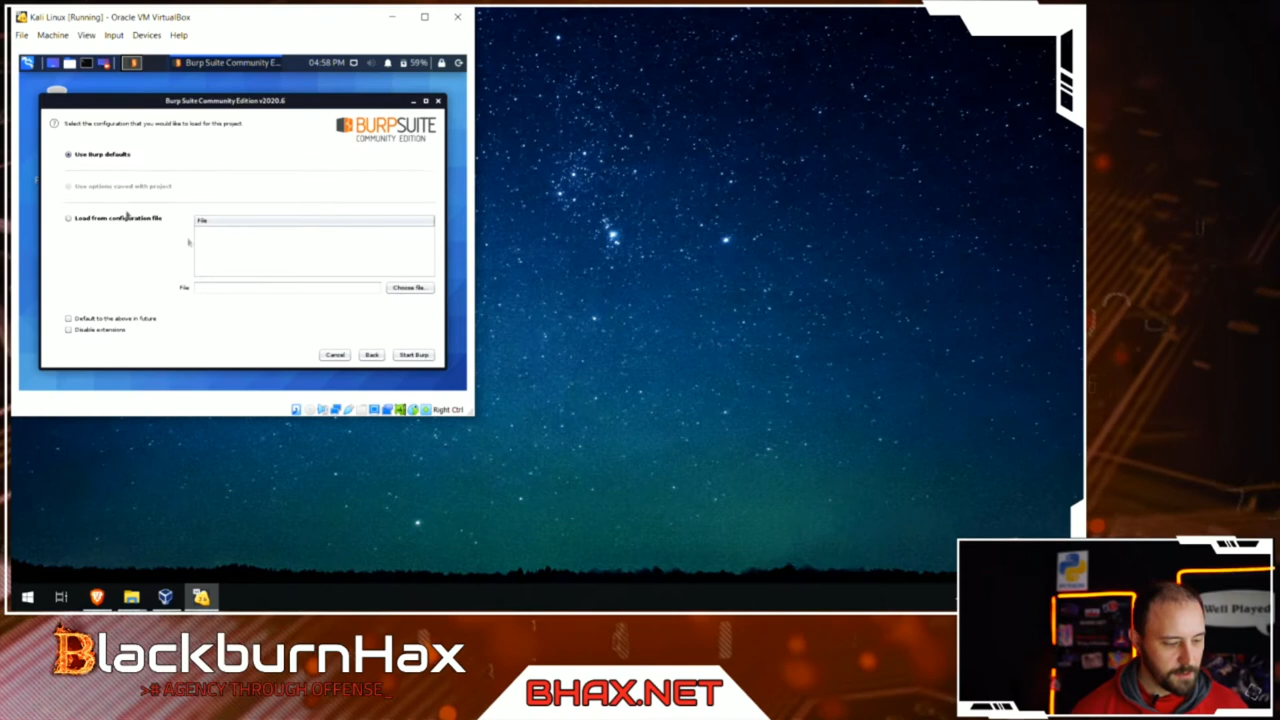 Kali Linux [Running] - Oracle VM VirtualBox
File Machine View Input Devices Help
Burp Suite Community E... 04:58 PM 59%
Burp Suite Community Edition v2020.6
Select the configuration that you would like to load for this project.
BURPSUITE
COMMUNITY EDITION
Use Burp defaults
Use options saved with project
Load from configuration file
File
File
Choose file...
Default to the above in future
Disable extensions
Cancel Back Start Burp
Right Ctrl
PYTHON
Well Played
BlackburnHax
># AGENCY THROUGH OFFENSE_
BHAX.NET